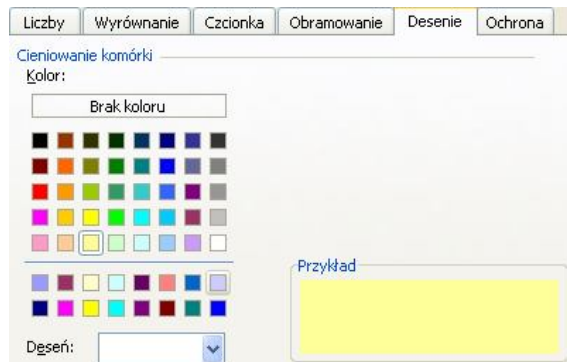 Liczby Wyrównanie Czcionka Obramowanie Desenie Ochrona
Cieniowanie komórki
Kolor:
Brak koloru
Przykład
Deseń: